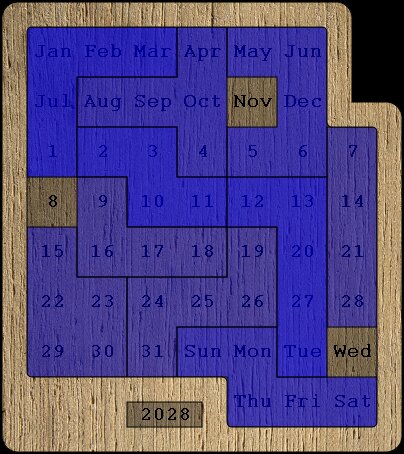 Jan Feb Mar Apr May Jun
Jul Aug Sep Oct Nov Dec
1 2 3 4 5 6 7
8 9 10 11 12 13 14
15 16 17 18 19 20 21
22 23 24 25 26 27 28
29 30 31 Sun Mon Tue Wed
2028 Thu Fri Sat